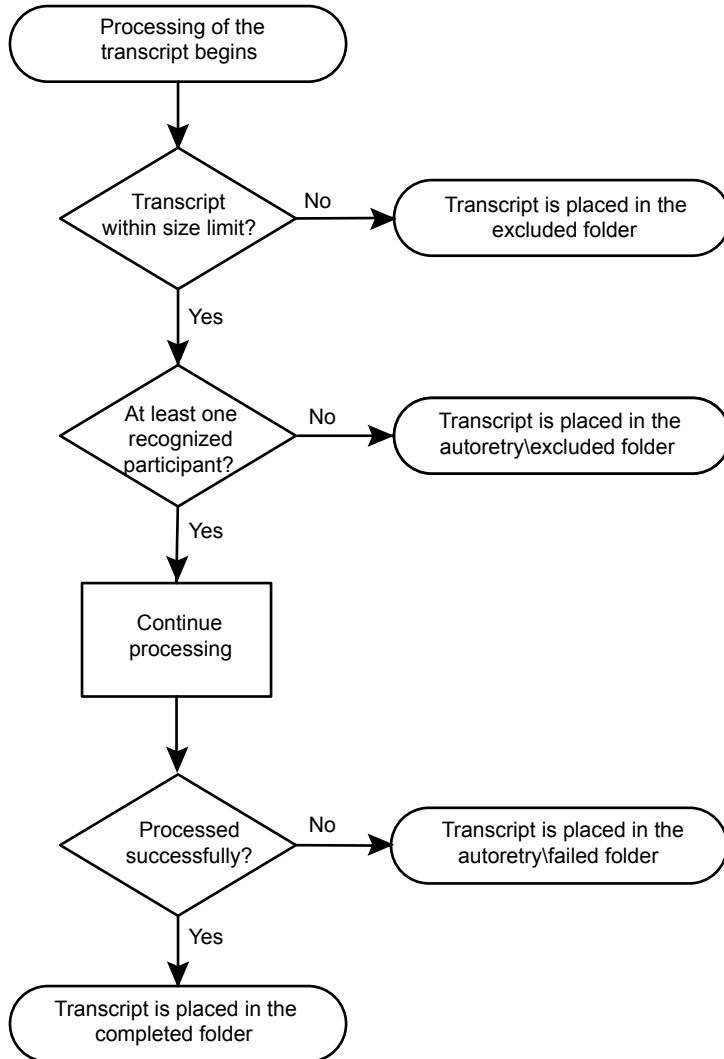 Processing of the
transcript begins
Transcript
within size limit?
No
Transcript is placed in the
excluded folder
Yes
At least one
recognized
participant?
No
Transcript is placed in the
autoretry\excluded folder
Yes
Continue
processing
Processed
successfully?
No
Transcript is placed in the
autoretry\failed folder
Yes
Transcript is placed in the
completed folder